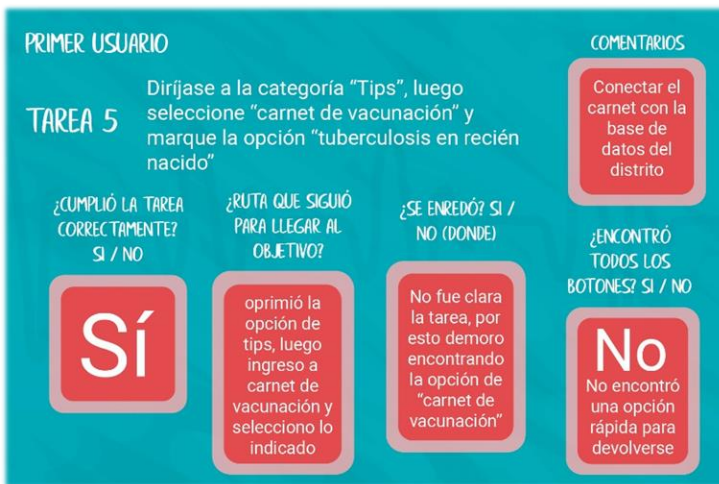 PRIMER USUARIO
TAREA 5
Diríjase a la categoría “Tips”, luego
seleccione “carnet de vacunación” y
marque la opción “tuberculosis en recién
nacido”
COMENTARIOS
Conectar el
carnet con la
base de
datos del
distrito
¿CUMPLIÓ LA TAREA
CORRECTAMENTE?
SI / NO
Sí
¿RUTA QUE SIGUIÓ
PARA LLEGAR AL
OBJETIVO?
oprimió la
opción de
tips, luego
ingreso a
carnet de
vacunación y
selecciono lo
indicado
¿SE ENREDÓ? SI /
NO (DONDE)
No fue clara
la tarea, por
esto demoro
encontrando
la opción de
“carnet de
vacunación”
¿ENCONTRÓ
TODOS LOS
BOTONES? SI / NO
No
No encontró
una opción
rápida para
devolverse